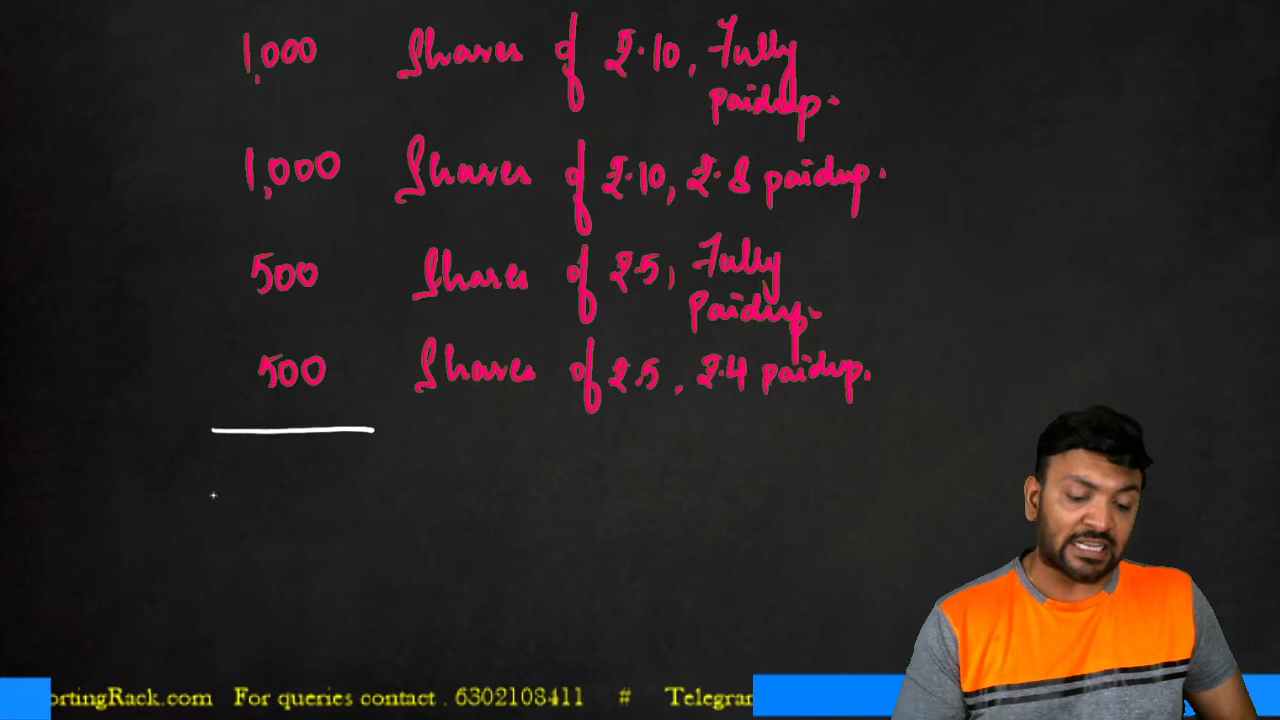 1,000 Shares of ₹.10, Fully
paidup.
1,000 Shares of ₹.10, ₹.8 paidup.
500 Shares of ₹.5, Fully
Paidup.
500 Shares of ₹.5, ₹.4 paidup.
ortingRack.com For queries contact . 6302108411 # Telegram